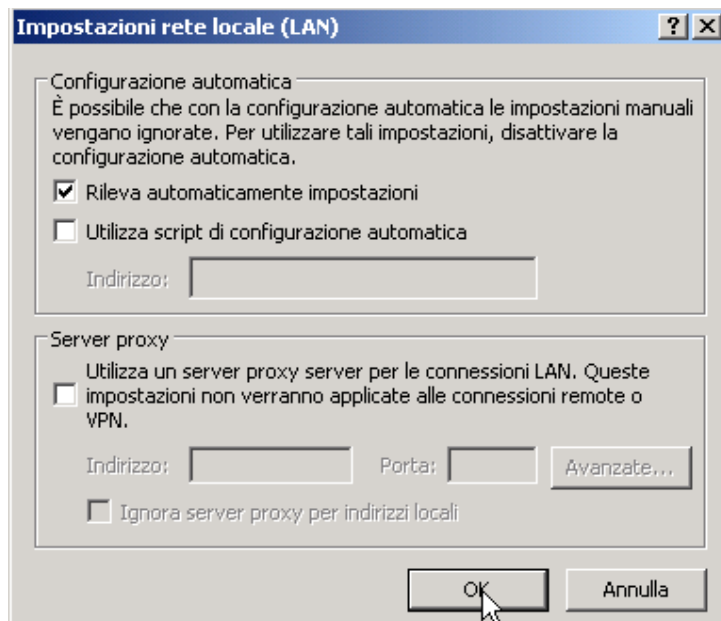 Impostazioni rete locale (LAN)
Configurazione automatica
È possibile che con la configurazione automatica le impostazioni manuali
vengano ignorate. Per utilizzare tali impostazioni, disattivare la
configurazione automatica.
Rileva automaticamente impostazioni
Utilizza script di configurazione automatica
Indirizzo:
Server proxy
Utilizza un server proxy server per le connessioni LAN. Queste
impostazioni non verranno applicate alle connessioni remote o
VPN.
Indirizzo: Porta: Avanzate...
Ignora server proxy per indirizzi locali
OK Annulla